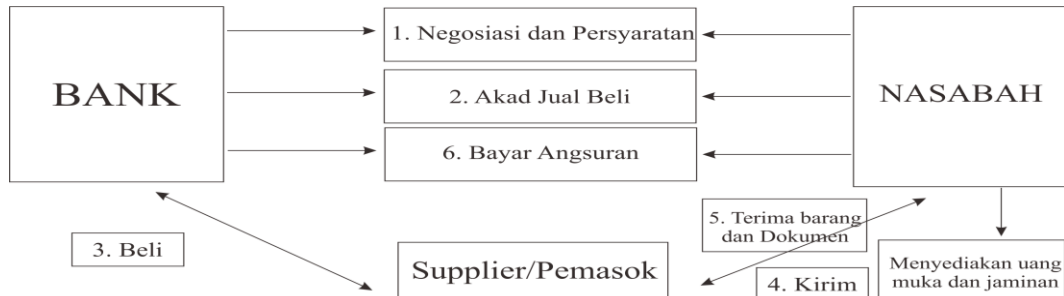 1. Negosiasi dan Persyaratan
BANK
2. Akad Jual Beli
NASABAH
6. Bayar Angsuran
3. Beli
5. Terima barang
dan Dokumen
Supplier/Pemasok
4. Kirim
Menyediakan uang
muka dan jaminan